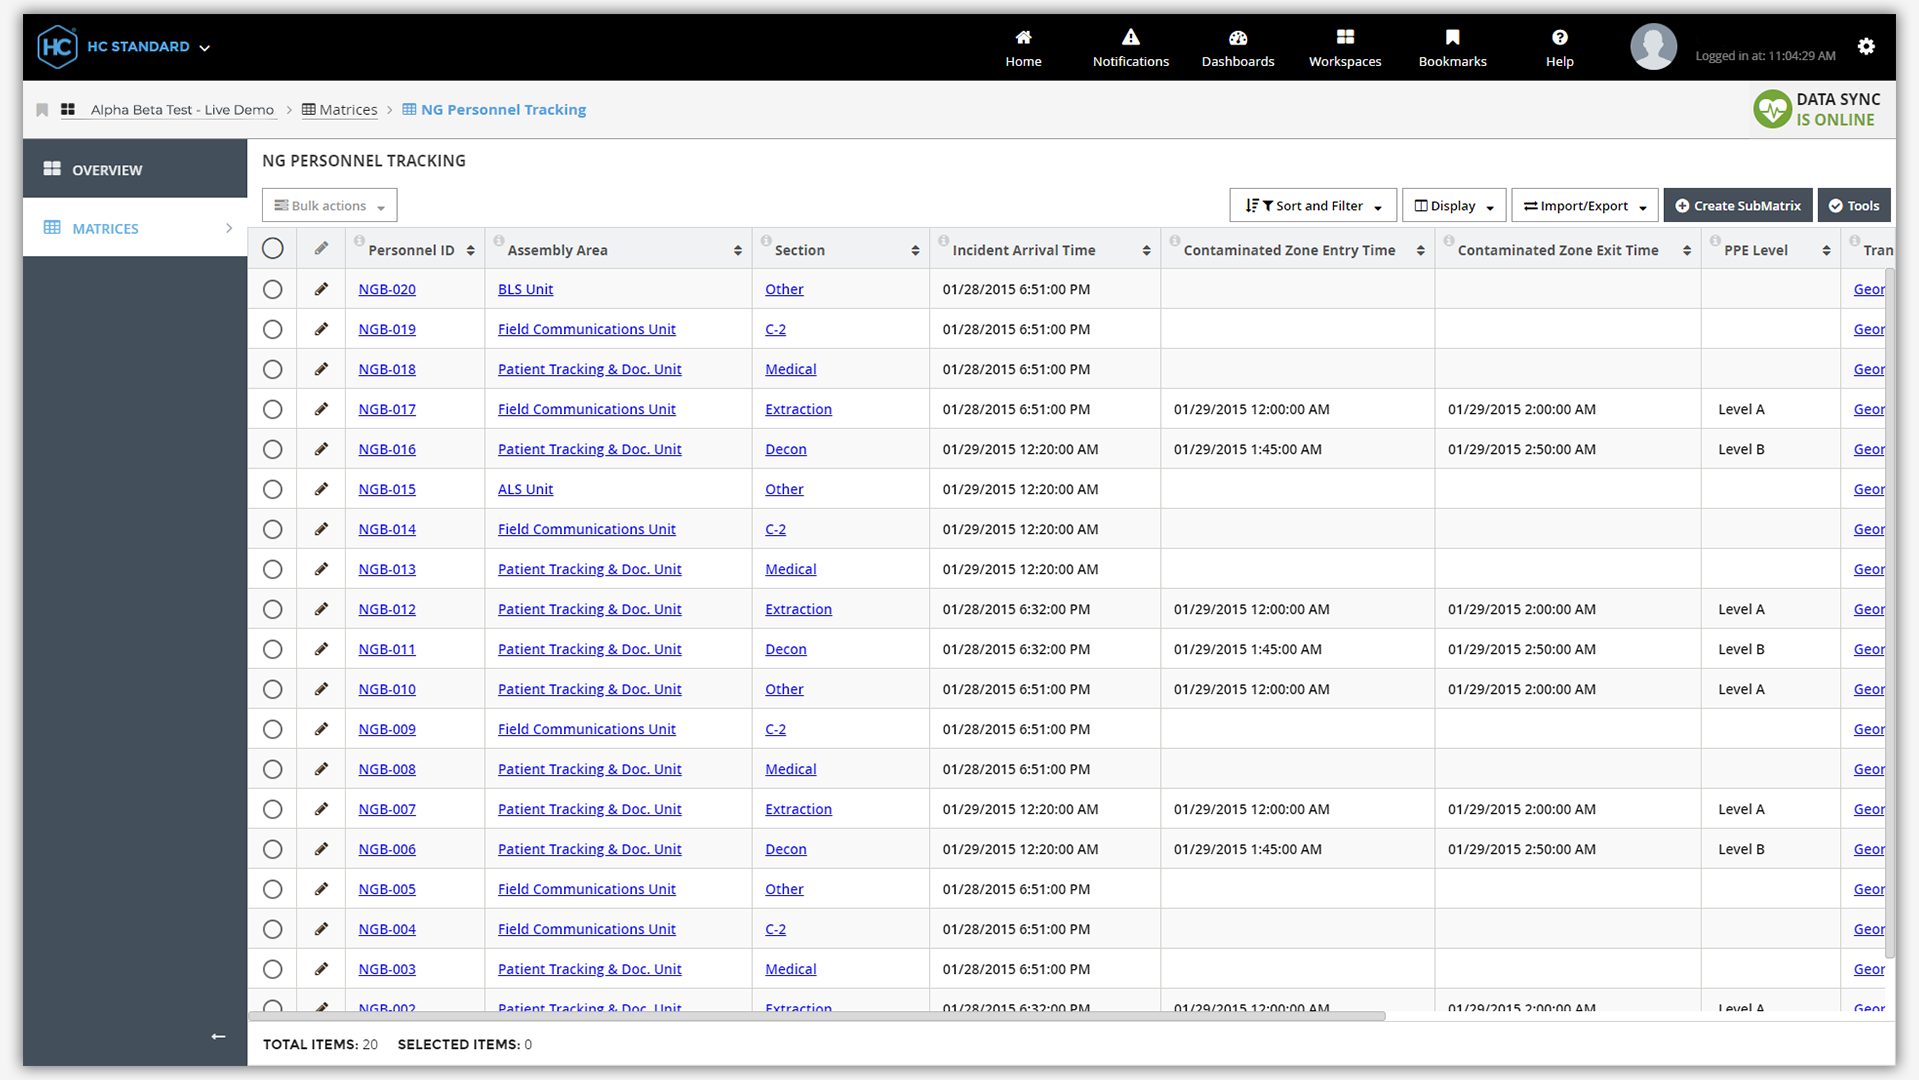 HC HC STANDARD
Home Notifications Dashboards Workspaces Bookmarks Help Logged in at: 11:04:29 AM
Alpha Beta Test - Live Demo > Matrices > NG Personnel Tracking
DATA SYNC
IS ONLINE
OVERVIEW
MATRICES
NG PERSONNEL TRACKING
Bulk actions Sort and Filter Display Import/Export Create SubMatrix Tools
Personnel ID Assembly Area Section Incident Arrival Time Contaminated Zone Entry Time Contaminated Zone Exit Time PPE Level Tran
NGB-020 BLS Unit Other 01/28/2015 6:51:00 PM Geor
NGB-019 Field Communications Unit C-2 01/28/2015 6:51:00 PM Geor
NGB-018 Patient Tracking & Doc. Unit Medical 01/28/2015 6:51:00 PM Geor
NGB-017 Field Communications Unit Extraction 01/28/2015 6:51:00 PM 01/29/2015 12:00:00 AM 01/29/2015 2:00:00 AM Level A Geor
NGB-016 Patient Tracking & Doc. Unit Decon 01/29/2015 12:20:00 AM 01/29/2015 1:45:00 AM 01/29/2015 2:50:00 AM Level B Geor
NGB-015 ALS Unit Other 01/29/2015 12:20:00 AM Geor
NGB-014 Field Communications Unit C-2 01/29/2015 12:20:00 AM Geor
NGB-013 Patient Tracking & Doc. Unit Medical 01/29/2015 12:20:00 AM Geor
NGB-012 Patient Tracking & Doc. Unit Extraction 01/28/2015 6:32:00 PM 01/29/2015 12:00:00 AM 01/29/2015 2:00:00 AM Level A Geor
NGB-011 Patient Tracking & Doc. Unit Decon 01/28/2015 6:32:00 PM 01/29/2015 1:45:00 AM 01/29/2015 2:50:00 AM Level B Geor
NGB-010 Patient Tracking & Doc. Unit Other 01/28/2015 6:51:00 PM 01/29/2015 12:00:00 AM 01/29/2015 2:00:00 AM Level A Geor
NGB-009 Field Communications Unit C-2 01/28/2015 6:51:00 PM Geor
NGB-008 Patient Tracking & Doc. Unit Medical 01/28/2015 6:51:00 PM Geor
NGB-007 Patient Tracking & Doc. Unit Extraction 01/29/2015 12:20:00 AM 01/29/2015 12:00:00 AM 01/29/2015 2:00:00 AM Level A Geor
NGB-006 Patient Tracking & Doc. Unit Decon 01/29/2015 12:20:00 AM 01/29/2015 1:45:00 AM 01/29/2015 2:50:00 AM Level B Geor
NGB-005 Field Communications Unit Other 01/28/2015 6:51:00 PM Geor
NGB-004 Field Communications Unit C-2 01/28/2015 6:51:00 PM Geor
NGB-003 Patient Tracking & Doc. Unit Medical 01/28/2015 6:51:00 PM Geor
NGB-002 Patient Tracking & Doc. Unit Extraction 01/28/2015 6:32:00 PM 01/29/2015 12:00:00 AM 01/29/2015 2:00:00 AM Level A Geor
TOTAL ITEMS: 20 SELECTED ITEMS: 0